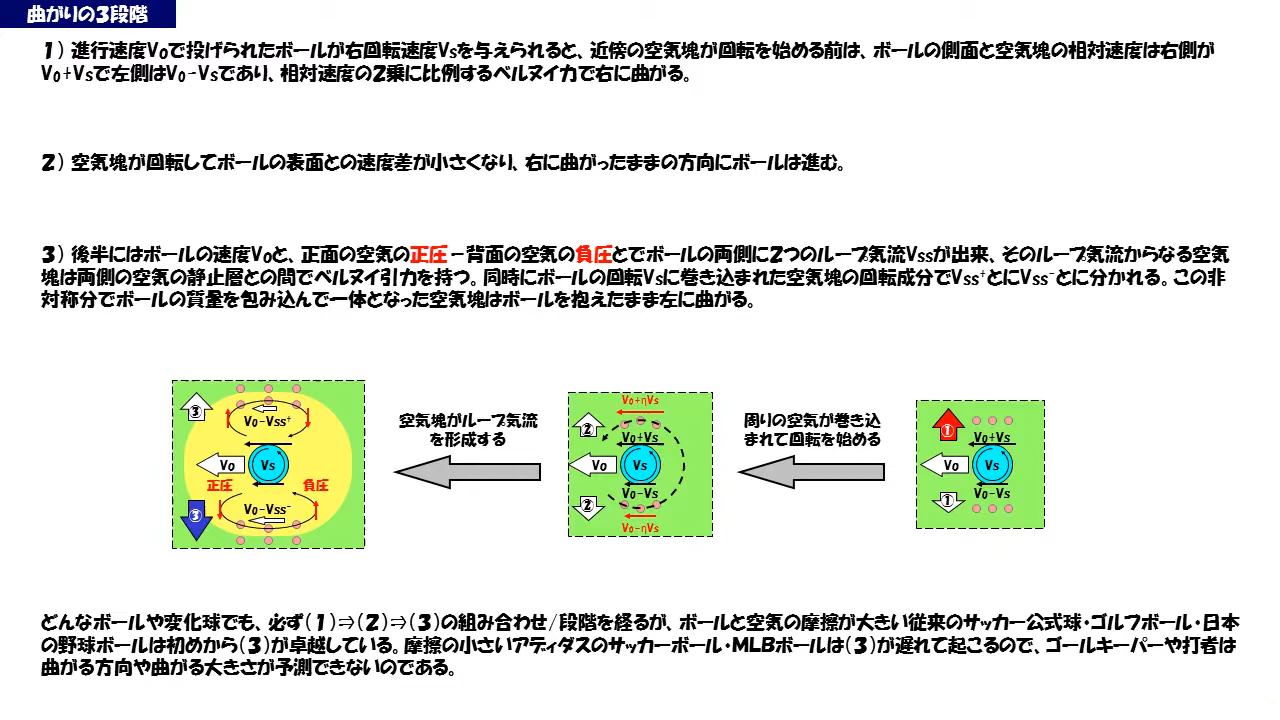 曲がりの3段階
1）進行速度V0で投げられたボールが右回転速度VSを与えられると、近傍の空気塊が回転を始める前は、ボールの側面と空気塊の相対速度は右側が
V0+VSで左側はV0-VSであり、相対速度の2乗に比例するベルヌイ力で右に曲がる。
2）空気塊が回転してボールの表面との速度差が小さくなり、右に曲がったままの方向にボールは進む。
3）後半にはボールの速度V0と、正面の空気の正圧-背面の空気の負圧とでボールの両側に2つのループ気流VSSが出来、そのループ気流からなる空気
塊は両側の空気の静止層との間でベルヌイ引力を持つ。同時にボールの回転VSに巻き込まれた空気塊の回転成分でVSS⁺とにVSS⁻とに分かれる。この非
対称分でボールの質量を包み込んで一体となった空気塊はボールを抱えたまま左に曲がる。
③
V0-VSS⁺
V0
VS
正圧
負圧
V0-VSS⁻
③
空気塊がループ気流
を形成する
V0+ηVS
②
V0+VS
V0
VS
V0-VS
②
V0-ηVS
周りの空気が巻き込
まれて回転を始める
①
V0+VS
V0
VS
V0-VS
①
どんなボールや変化球でも、必ず（1）⇒（2）⇒（3）の組み合わせ/段階を経るが、ボールと空気の摩擦が大きい従来のサッカー公式球・ゴルフボール・日本
の野球ボールは初めから（3）が卓越している。摩擦の小さいアディダスのサッカーボール・MLBボールは（3）が遅れて起こるので、ゴールキーパーや打者は
曲がる方向や曲がる大きさが予測できないのである。